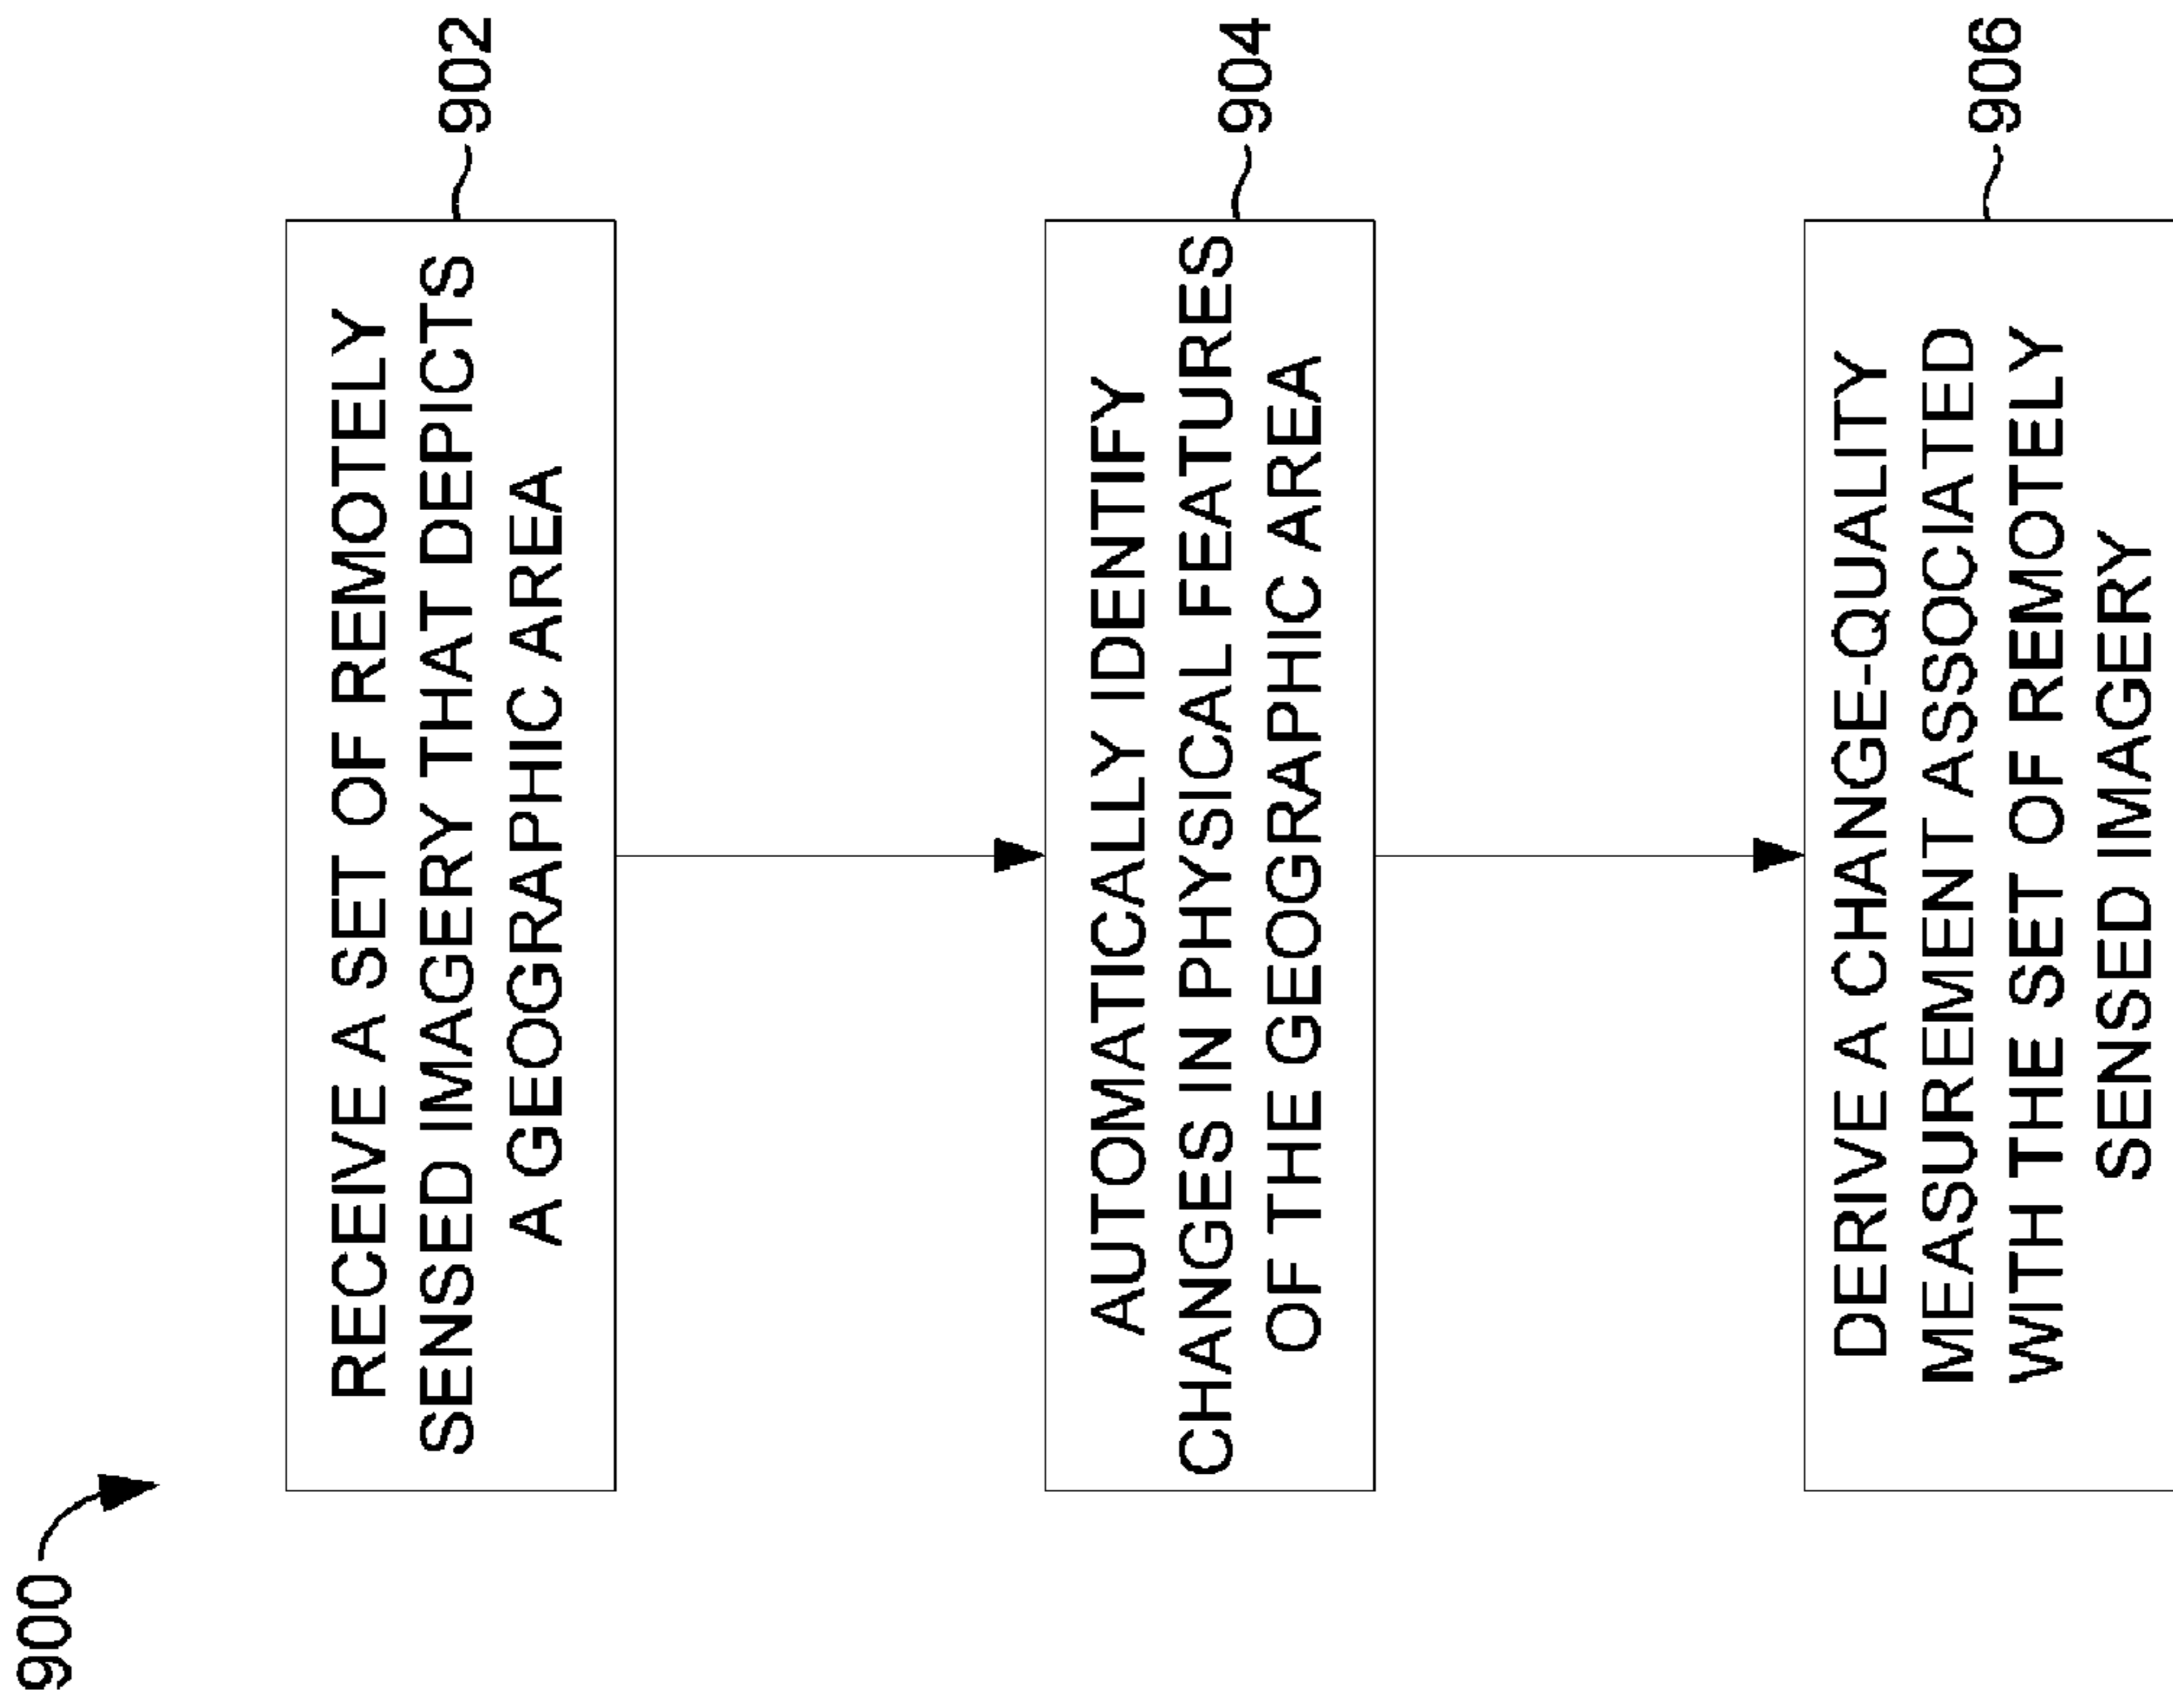 900
RECEIVE A SET OF REMOTELY
SENSED IMAGERY THAT DEPICTS
A GEOGRAPHIC AREA
902
AUTOMATICALLY IDENTIFY
CHANGES IN PHYSICAL FEATURES
OF THE GEOGRAPHIC AREA
904
DERIVE A CHANGE-QUALITY
MEASUREMENT ASSOCIATED
WITH THE SET OF REMOTELY
SENSED IMAGERY
906